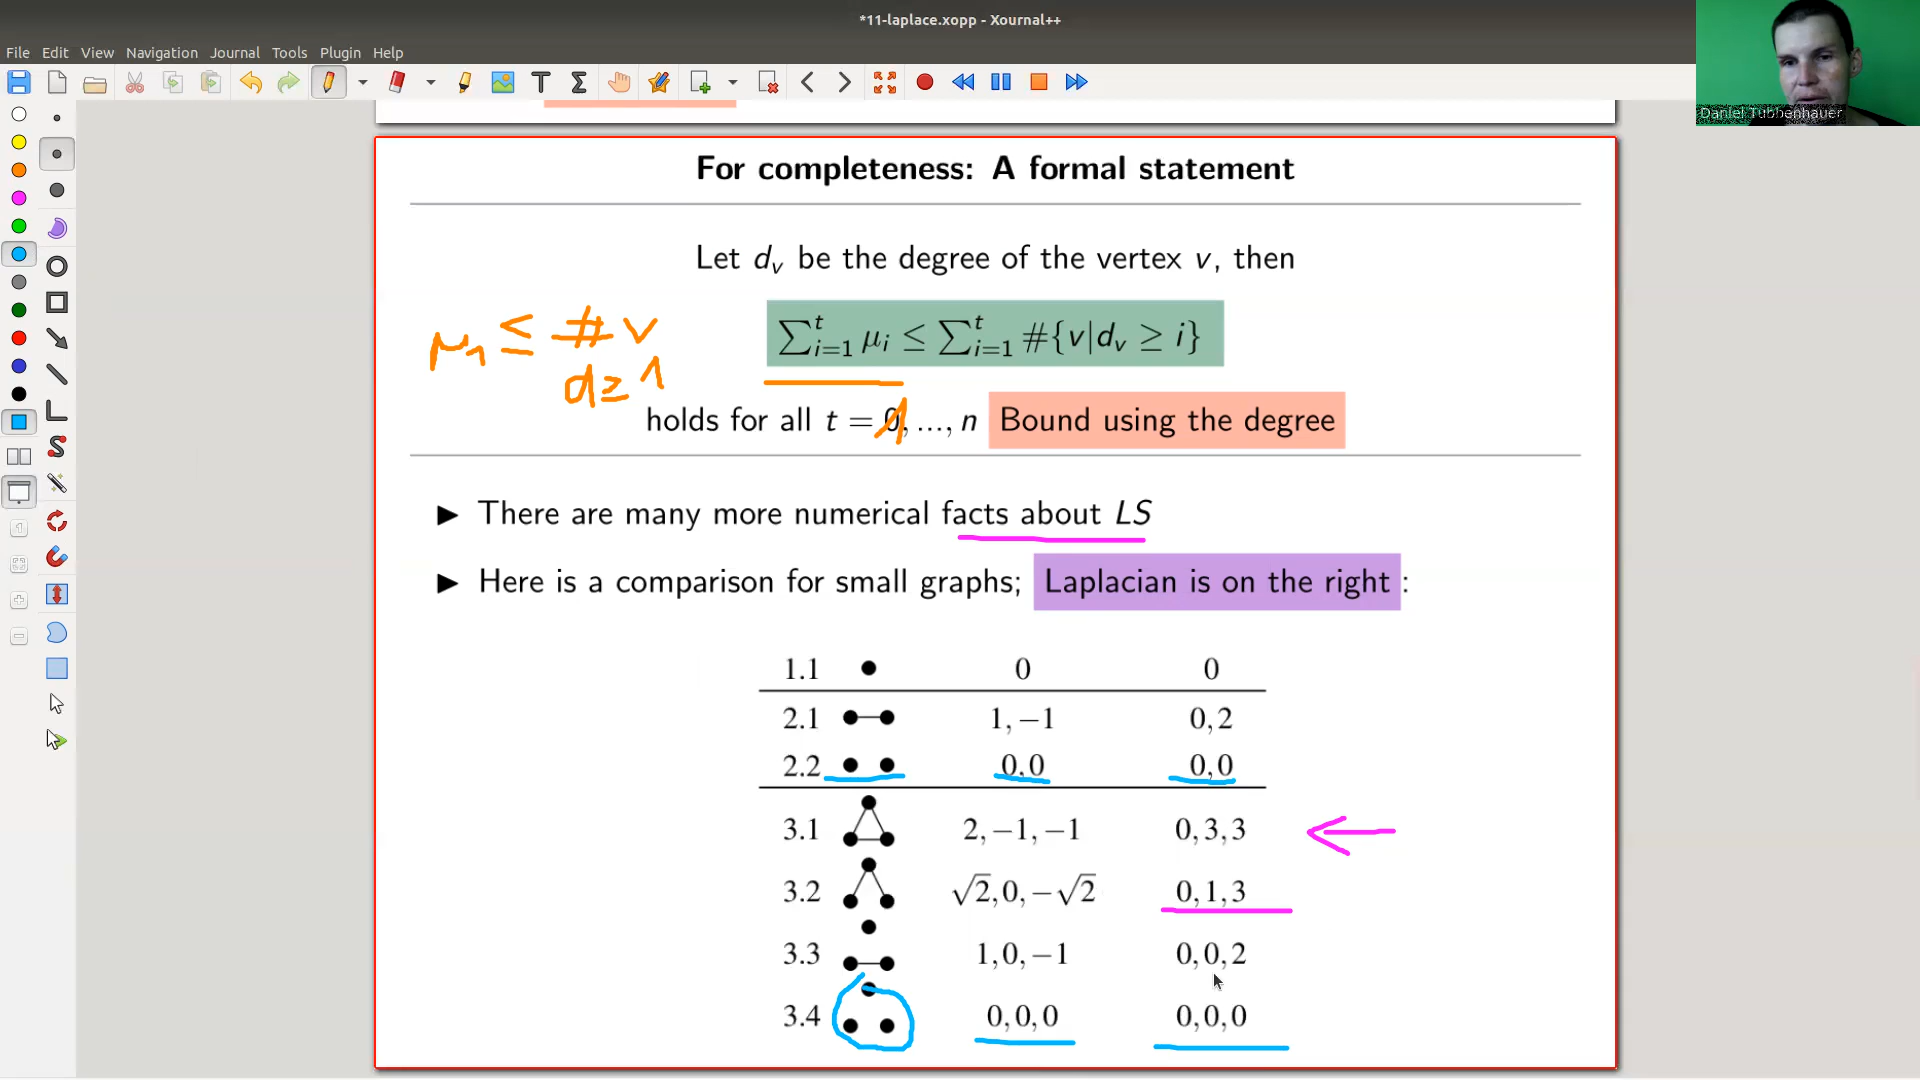 *11-laplace.xopp - Xournal++
File Edit View Navigation Journal Tools Plugin Help
Daniel Tubbenhauer
For completeness: A formal statement
Let d_v be the degree of the vertex v, then
μ₁ ≤ # v
d ≥ 1
∑_{i=1}^{t} μ_i ≤ ∑_{i=1}^{t} #{v|d_v ≥ i}
holds for all t = 0, ..., n Bound using the degree
1
▶ There are many more numerical facts about LS
▶ Here is a comparison for small graphs; Laplacian is on the right :
1.1 0 0
2.1 1, −1 0, 2
2.2 0, 0 0, 0
3.1 2, −1, −1 0, 3, 3
3.2 √2, 0, −√2 0, 1, 3
3.3 1, 0, −1 0, 0, 2
3.4 0, 0, 0 0, 0, 0